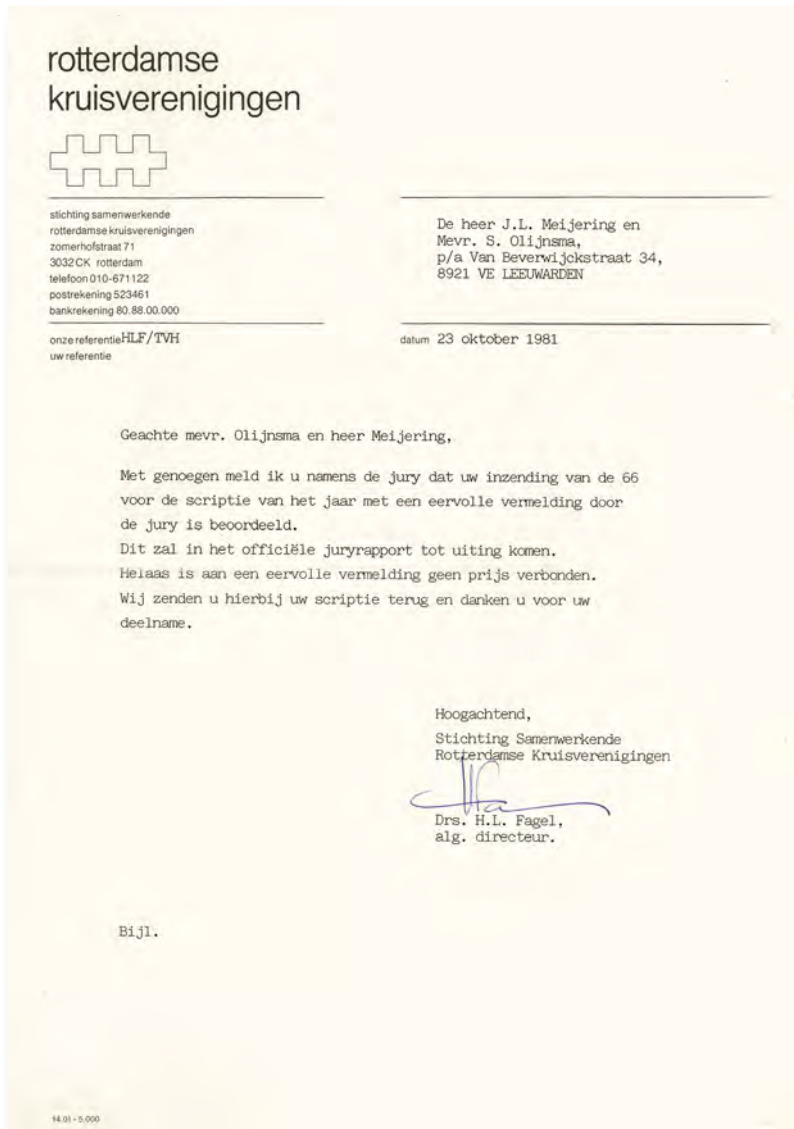 rotterdamse
kruisverenigingen
stichting samenwerkende
rotterdamse kruisverenigingen
zomerhofstraat 71
3032 CK rotterdam
telefoon 010-671122
postrekening 523461
bankrekening 80.88.00.000
De heer J.L. Meijering en
Mevr. S. Olijnsma,
p/a Van Beverwijckstraat 34,
8921 VE LEEUWARDEN
onze referentie HLF/TVH
uw referentie
datum 23 oktober 1981
Geachte mevr. Olijnsma en heer Meijering,
Met genoegen meld ik u namens de jury dat uw inzending van de 66
voor de scriptie van het jaar met een eervolle vermelding door
de jury is beoordeeld.
Dit zal in het officiële juryrapport tot uiting komen.
Helaas is aan een eervolle vermelding geen prijs verbonden.
Wij zenden u hierbij uw scriptie terug en danken u voor uw
deelname.
Hoogachtend,
Stichting Samenwerkende
Rotterdamse Kruisverenigingen
Drs. H.L. Fagel,
alg. directeur.
Bijl.
14.01 - 5.000